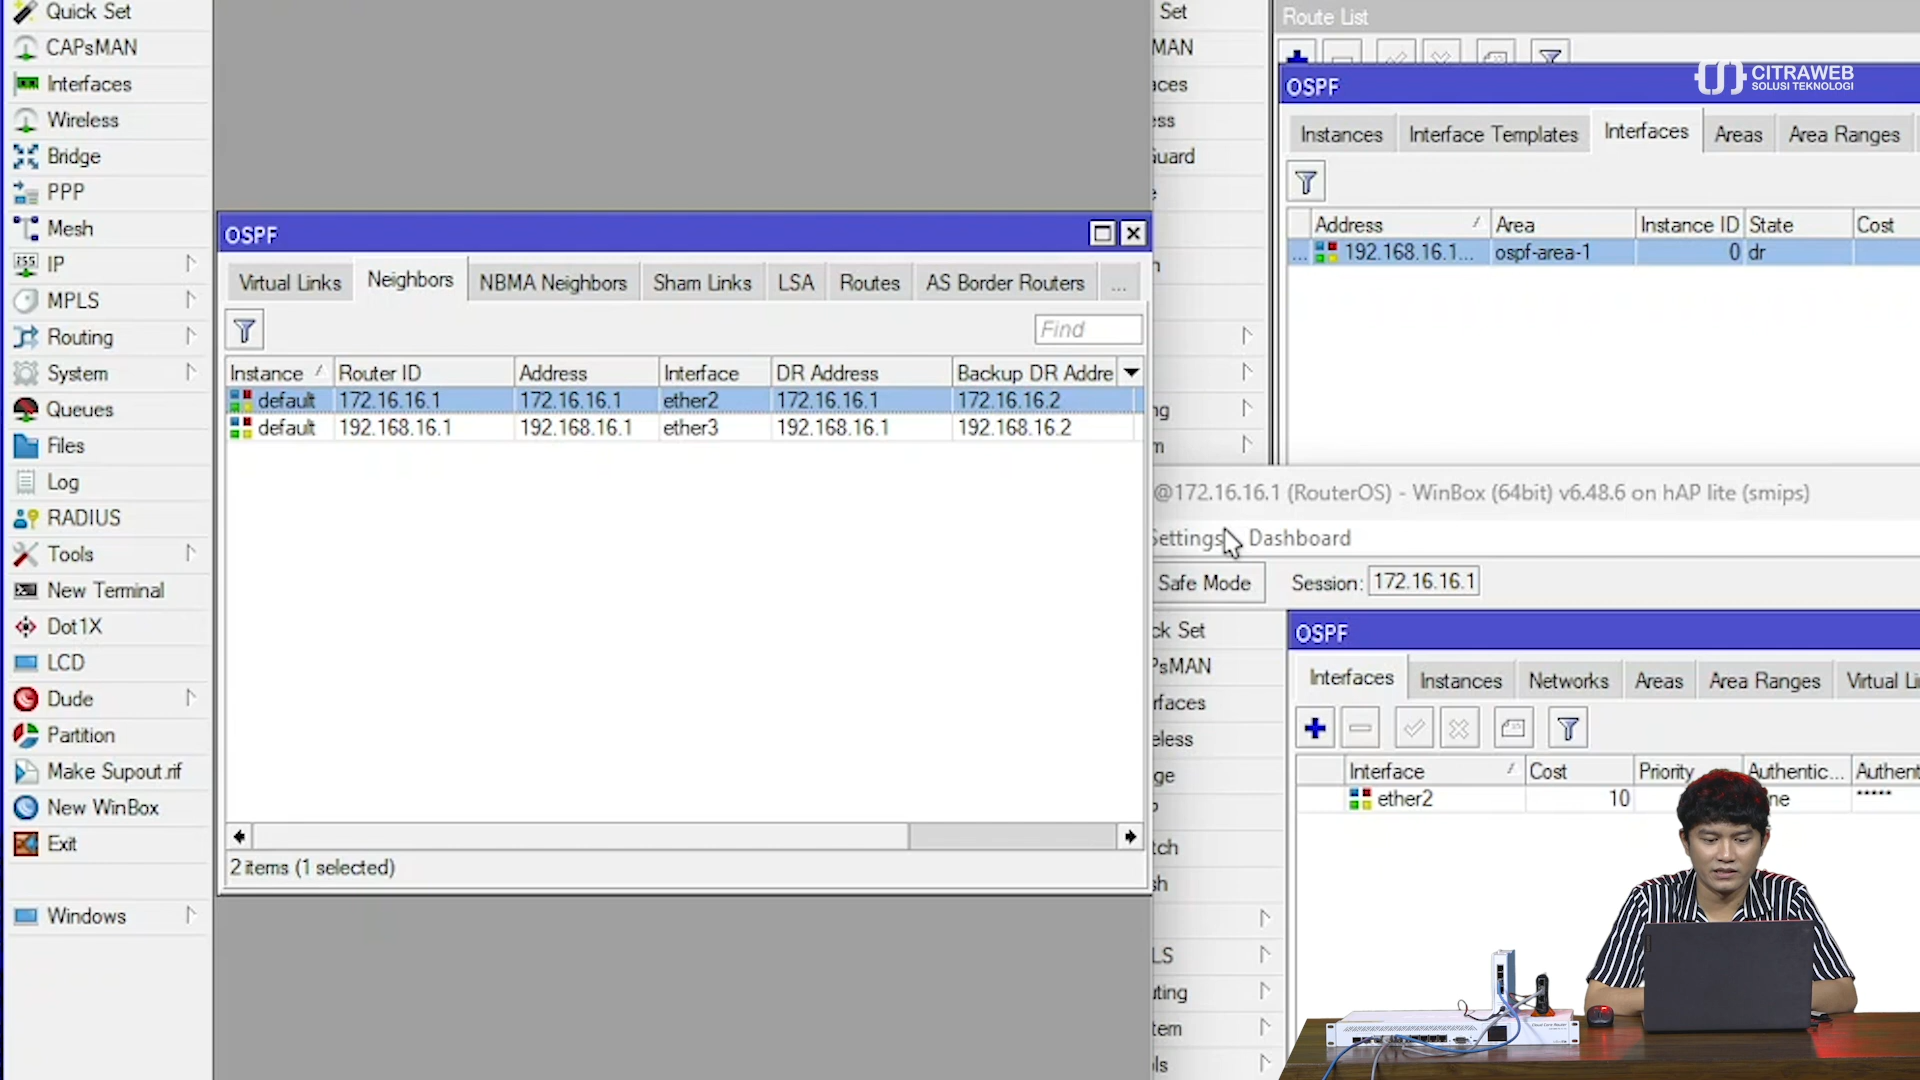 Quick Set
CAPsMAN
Interfaces
Wireless
Bridge
PPP
Mesh
IP
MPLS
Routing
System
Queues
Files
Log
RADIUS
Tools
New Terminal
Dot1X
LCD
Dude
Partition
Make Supout.rif
New WinBox
Exit
Windows
OSPF
Virtual Links Neighbors NBMA Neighbors Sham Links LSA Routes AS Border Routers ...
Find
Instance Router ID Address Interface DR Address Backup DR Addre
default 172.16.16.1 172.16.16.1 ether2 172.16.16.1 172.16.16.2
default 192.168.16.1 192.168.16.1 ether3 192.168.16.1 192.168.16.2
2 items (1 selected)
Set
MAN
aces
ess
Guard
Route List
OSPF
CITRAWEB
SOLUSI TEKNOLOGI
Instances Interface Templates Interfaces Areas Area Ranges
Address Area Instance ID State Cost
... 192.168.16.1... ospf-area-1 0 dr
@172.16.16.1 (RouterOS) - WinBox (64bit) v6.48.6 on hAP lite (smips)
Settings Dashboard
Safe Mode Session: 172.16.16.1
ck Set
PsMAN
rfaces
eless
ge
tch
sh
LS
uting
tem
ols
OSPF
Interfaces Instances Networks Areas Area Ranges Virtual Li
Interface Cost Priority Authentic... Authent
ether2 10 ne *****